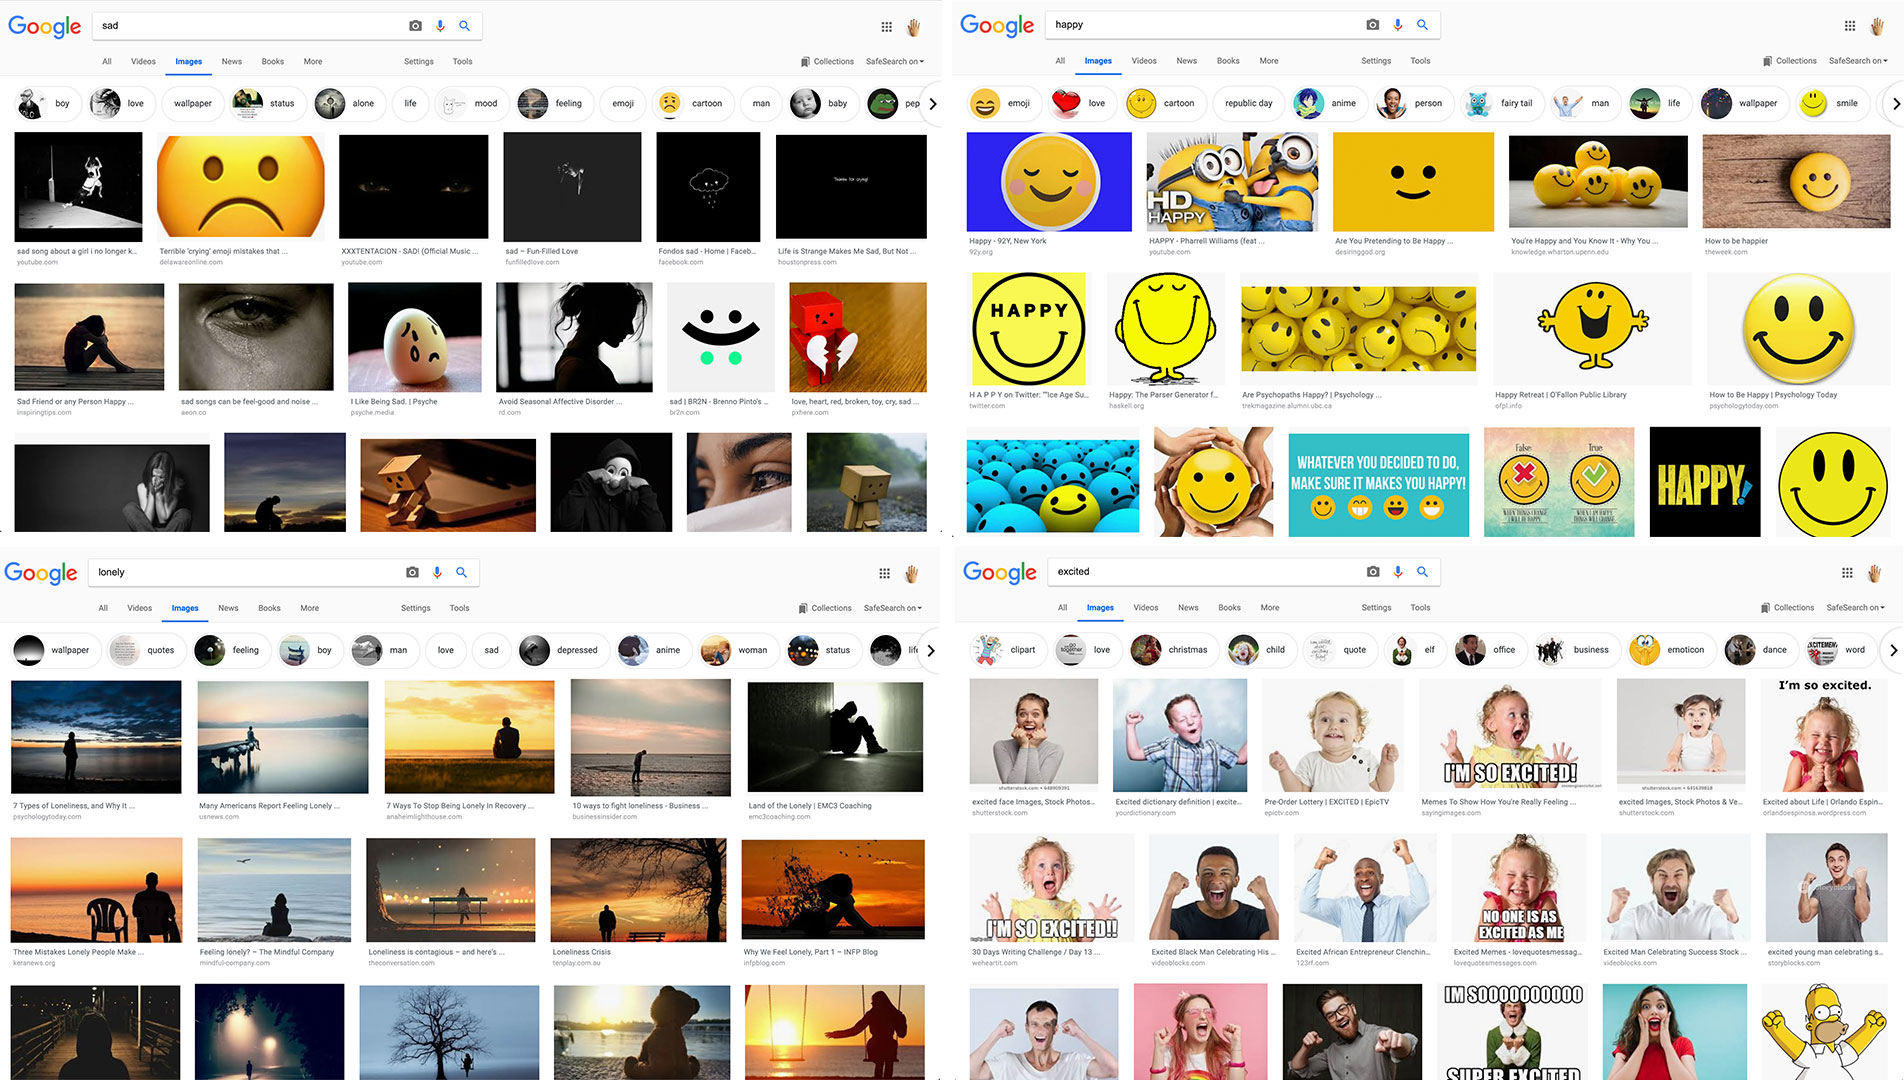 Google sad
All Videos Images News Books More Settings Tools Collections SafeSearch on
boy love wallpaper status alone life mood feeling emoji cartoon man baby pep
Thanks for crying!
sad song about a girl i no longer k... Terrible 'crying' emoji mistakes that ... XXXTENTACION - SAD! (Official Music ... sad – Fun-Filled Love Fondos sad - Home | Faceb... Life is Strange Makes Me Sad, But Not ...
youtube.com delawareonline.com youtube.com funfilledlove.com facebook.com houstonpress.com
Sad Friend or any Person Happy ... sad songs can be feel-good and noise ... I Like Being Sad. | Psyche Avoid Seasonal Affective Disorder ... sad | BR2N - Brenno Pinto's .. love, heart, red, broken, toy, cry, sad ...
inspiringtips.com aeon.co psyche.media rd.com br2n.com pxhere.com
Google happy
All Images Videos News Books More Settings Tools Collections SafeSearch on
emoji love cartoon republic day anime person fairy tail man life wallpaper smile
HD
HAPPY
Happy - 92Y, New York HAPPY - Pharrell Williams (feat ... Are You Pretending to Be Happy ... You're Happy and You Know It - Why You ... How to be happier
92y.org youtube.com desiringgod.org knowledge.wharton.upenn.edu theweek.com
HAPPY
H A P P Y on Twitter: "“Ice Age Su... Happy: The Parser Generator f... Are Psychopaths Happy? | Psychology ... Happy Retreat | O'Fallon Public Library How to Be Happy | Psychology Today
twitter.com haskell.org trekmagazine.alumni.ubc.ca ofpl.info psychologytoday.com
WHATEVER YOU DECIDED TO DO,
MAKE SURE IT MAKES YOU HAPPY!
False True
WHEN THINGS CHANGE
I WILL BE HAPPY
WHEN I AM HAPPY
THINGS WILL CHANGE
HAPPY!
Google lonely
All Videos Images News Books More Settings Tools Collections SafeSearch on
wallpaper quotes feeling boy man love sad depressed anime woman status life
7 Types of Loneliness, and Why It ... Many Americans Report Feeling Lonely ... 7 Ways To Stop Being Lonely In Recovery ... 10 ways to fight loneliness - Business ... Land of the Lonely | EMC3 Coaching
psychologytoday.com usnews.com anaheimlighthouse.com businessinsider.com emc3coaching.com
Three Mistakes Lonely People Make ... Feeling lonely? – The Mindful Company Loneliness is contagious – and here's ... Loneliness Crisis Why We Feel Lonely, Part 1 – INFP Blog
keranews.org mindful-company.com theconversation.com tenplay.com.au infpblog.com
Google excited
All Images Videos News Books More Settings Tools Collections SafeSearch on
clipart love christmas child quote elf office business emoticon dance word
I'M SO EXCITED!
I'm so excited.
excited face Images, Stock Photos... Excited dictionary definition | excite... Pre-Order Lottery | EXCITED | EpicTV Memes To Show How You're Really Feeling ... excited Images, Stock Photos & Ve... Excited about Life | Orlando Espin...
shutterstock.com yourdictionary.com epictv.com sayingimages.com shutterstock.com orlandoespinosa.wordpress.com
I'M SO EXCITED!!
NO ONE IS AS
EXCITED AS ME
30 Days Writing Challenge / Day 13 ... Excited Black Man Celebrating His ... Excited African Entrepreneur Clenchin... Excited Memes - lovequotesmessag... Excited Man Celebrating Success Stock ... excited young man celebrating s...
weheartit.com videoblocks.com 123rf.com lovequotesmessages.com videoblocks.com storyblocks.com
IM SOOOOOOOOOO
SUPER EXCITED